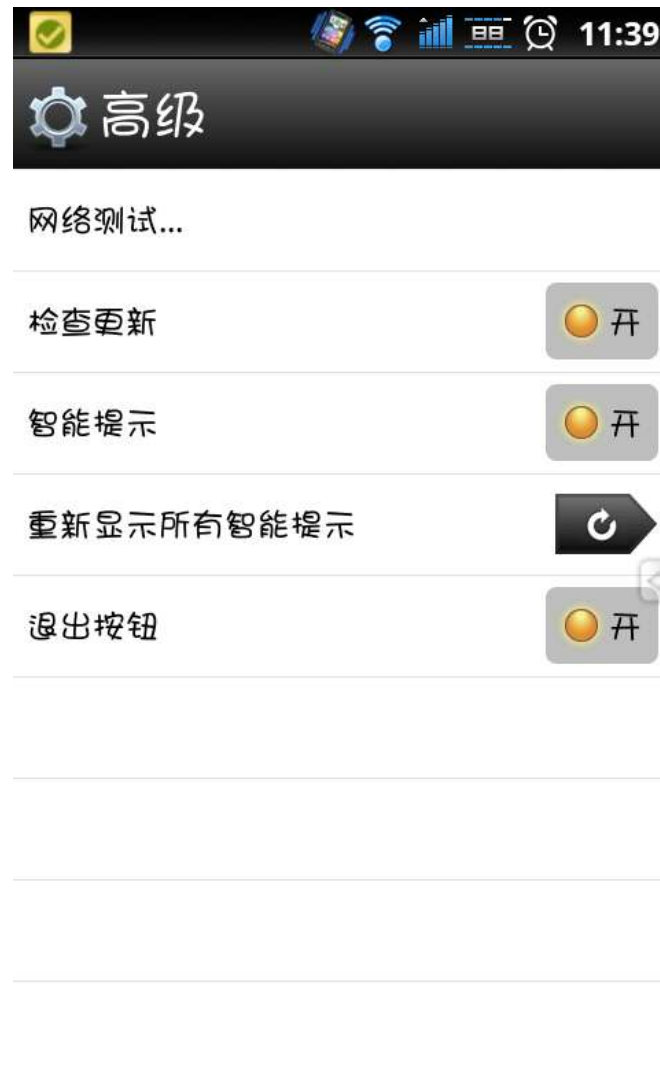 88 11:39
高级
网络测试...
检查更新
开
智能提示
开
重新显示所有智能提示
退出按钮
开